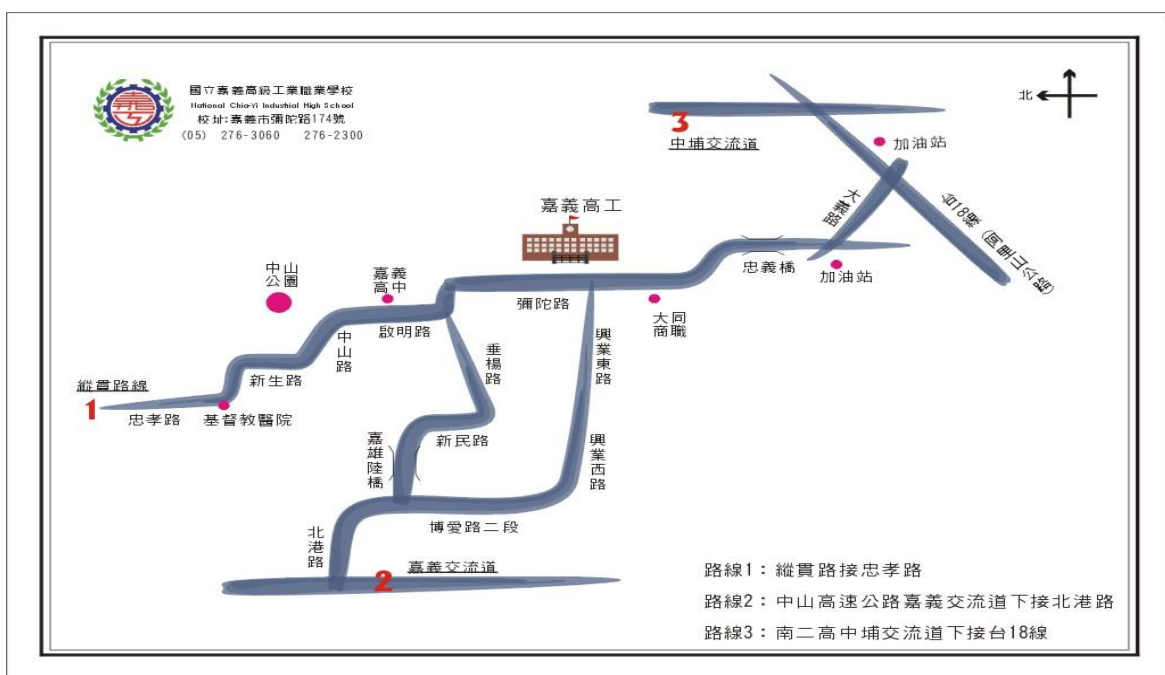 國立嘉義高級工業職業學校
National Chia-Yi Industrial High School
校址:嘉義市彌陀路174號
(05) 276-3060 276-2300
北
3
中埔交流道
加油站
大義路
台18線(阿里山公路)
嘉義高工
忠義橋
加油站
中山
公園
嘉義
高中
彌陀路
大同
商職
啟明路
中山路
垂楊路
興業東路
新生路
縱貫路線
1
忠孝路
基督教醫院
新民路
嘉雄陸橋
興業西路
博愛路二段
北港路
嘉義交流道
2
路線1:縱貫路接忠孝路
路線2:中山高速公路嘉義交流道下接北港路
路線3:南二高中埔交流道下接台18線